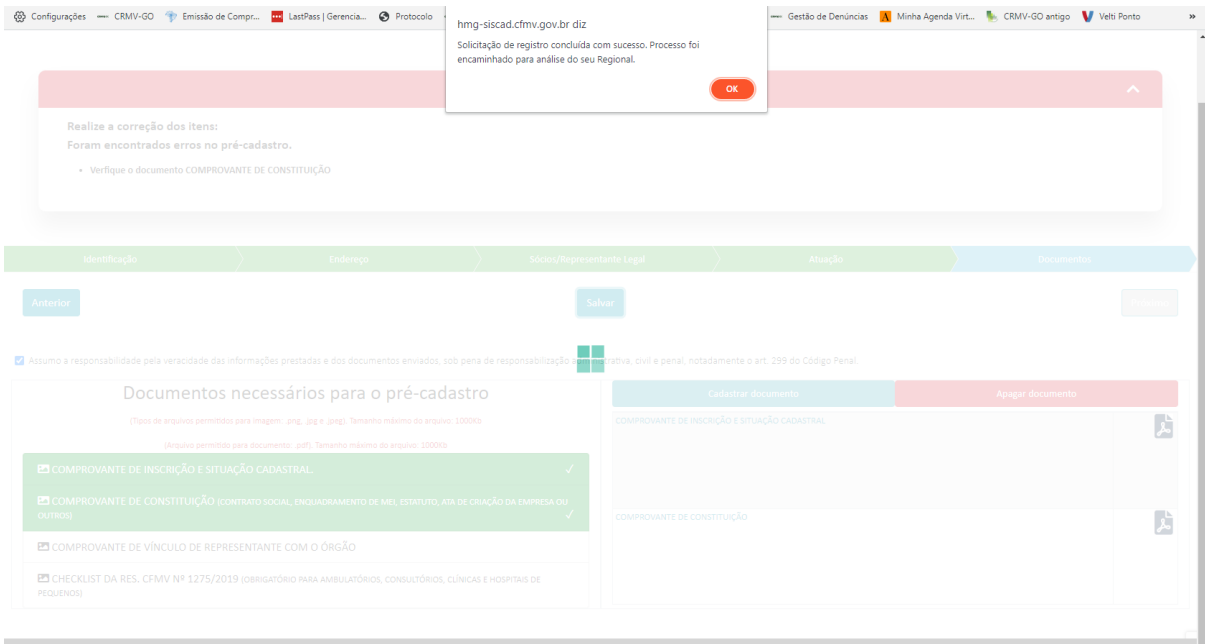 Configurações CRMV-GO Emissão de Compr... LastPass | Gerencia... Protocolo Gestão de Denúncias Minha Agenda Virt... CRMV-GO antigo Velti Ponto »
hmg-siscad.cfmv.gov.br diz
Solicitação de registro concluída com sucesso. Processo foi
encaminhado para análise do seu Regional.
OK
Realize a correção dos itens:
Foram encontrados erros no pré-cadastro.
• Verfique o documento COMPROVANTE DE CONSTITUIÇÃO
Identificação Endereço Sócios/Representante Legal Atuação Documentos
Anterior Salvar
Assumo a responsabilidade pela veracidade das informações prestadas e dos documentos enviados, sob pena de responsabilização administrativa, civil e penal, notadamente o art. 299 do Código Penal.
Documentos necessários para o pré-cadastro
(Tipos de arquivos permitidos para imagem: .png, .jpg e .jpeg). Tamanho máximo do arquivo: 1000Kb
(Arquivo permitido para documento: .pdf). Tamanho máximo do arquivo: 1000Kb
COMPROVANTE DE INSCRIÇÃO E SITUAÇÃO CADASTRAL.
COMPROVANTE DE CONSTITUIÇÃO (CONTRATO SOCIAL, ENQUADRAMENTO DE MEI, ESTATUTO, ATA DE CRIAÇÃO DA EMPRESA OU
OUTROS)
COMPROVANTE DE VÍNCULO DE REPRESENTANTE COM O ÓRGÃO
CHECKLIST DA RES. CFMV Nº 1275/2019 (OBRIGATÓRIO PARA AMBULATÓRIOS, CONSULTÓRIOS, CLÍNICAS E HOSPITAIS DE
PEQUENOS)
Cadastrar documento Apagar documento
COMPROVANTE DE INSCRIÇÃO E SITUAÇÃO CADASTRAL.
COMPROVANTE DE CONSTITUIÇÃO